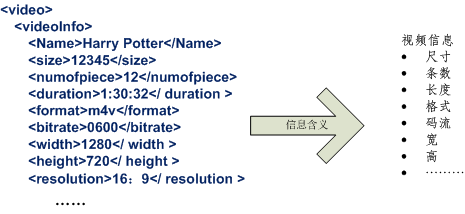 <video>
<videoInfo>
<Name>Harry Potter</Name>
<size>12345</size>
<numofpiece>12</numofpiece>
<duration>1:30:32</ duration >
<format>m4v</format>
<bitrate>0600</bitrate>
<width>1280</ width >
<height>720</ height >
<resolution>16：9</ resolution >
……
信息含义
视频信息
• 尺寸
• 条数
• 长度
• 格式
• 码流
• 宽
• 高
• ………